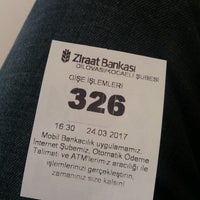 Ziraat Bankası
DİLOVASI/KOCAELİ ŞUBESİ
GİŞE İŞLEMLERİ
326
16:30 24.03.2017
Mobil Bankacılık uygulamamız,
İnternet Şubemiz, Otomatik Ödeme
Talimatı ve ATM'lerimiz aracılığı ile
işlemlerinizi gerçekleştirin,
zamanınız size kalsın!